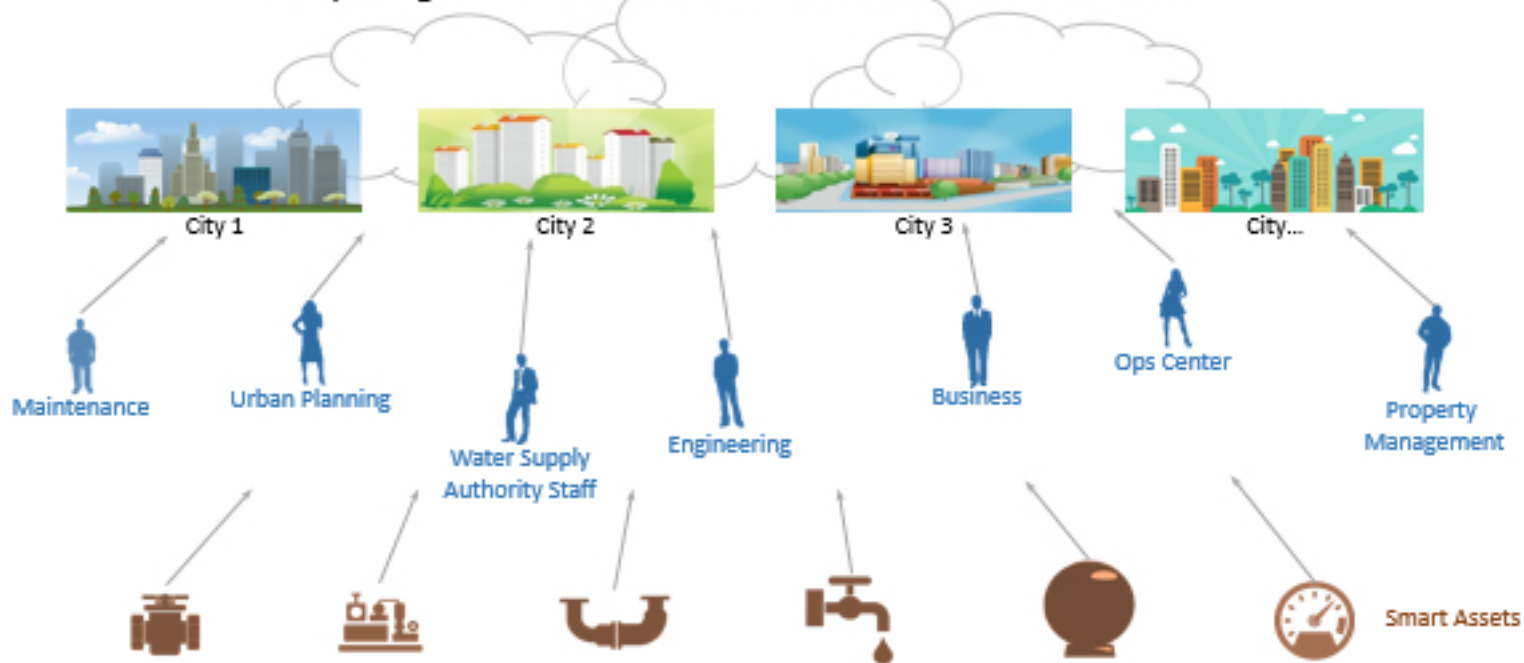 City 1
City 2
City 3
City...
Maintenance
Urban Planning
Water Supply
Authority Staff
Engineering
Business
Ops Center
Property
Management
Smart Assets